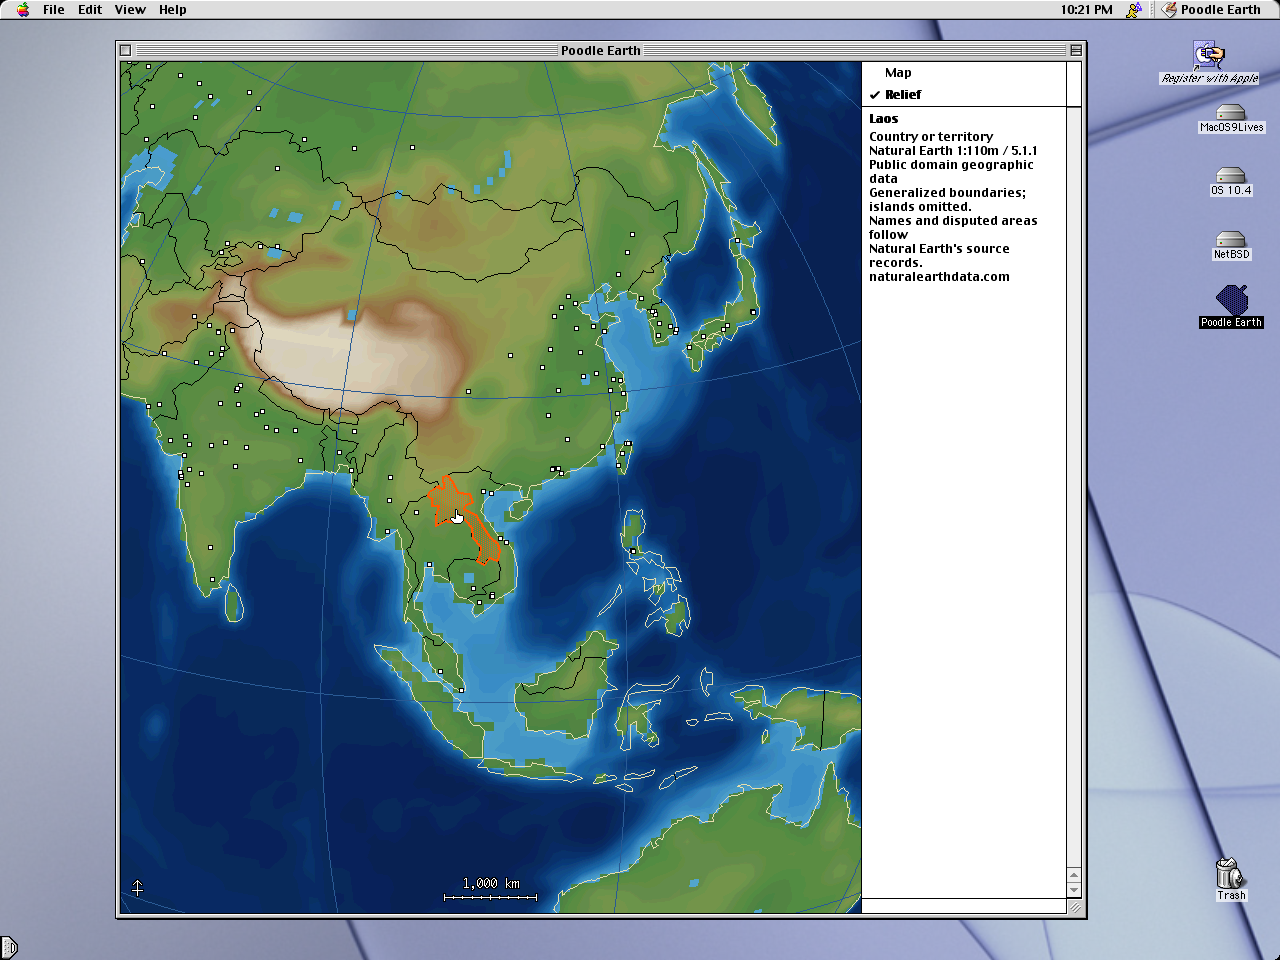 File Edit View Help 10:21 PM Poodle Earth
Poodle Earth
Map
✓ Relief
Laos
Country or territory
Natural Earth 1:110m / 5.1.1
Public domain geographic
data
Generalized boundaries;
islands omitted.
Names and disputed areas
follow
Natural Earth's source
records.
naturalearthdata.com
1,000 km
Register with Apple
MacOS9Lives
OS 10.4
NetBSD
Poodle Earth
Trash